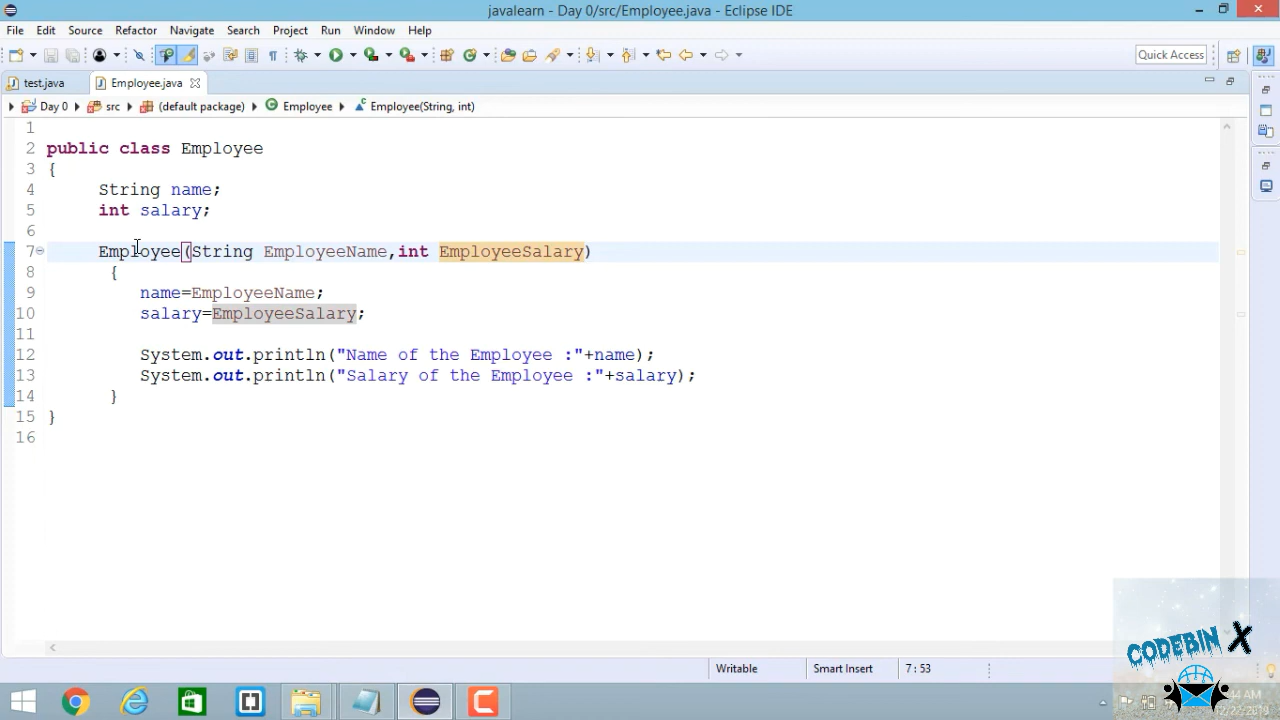 javalearn - Day 0/src/Employee.java - Eclipse IDE
File Edit Source Refactor Navigate Search Project Run Window Help
Quick Access
test.java Employee.java
Day 0 src (default package) Employee Employee(String, int)
1
2 public class Employee
3 {
4 String name;
5 int salary;
6
7 Employee(String EmployeeName,int EmployeeSalary)
8 {
9 name=EmployeeName;
10 salary=EmployeeSalary;
11
12 System.out.println("Name of the Employee :"+name);
13 System.out.println("Salary of the Employee :"+salary);
14 }
15 }
16
CODEBIN X
Writable Smart Insert 7 : 53